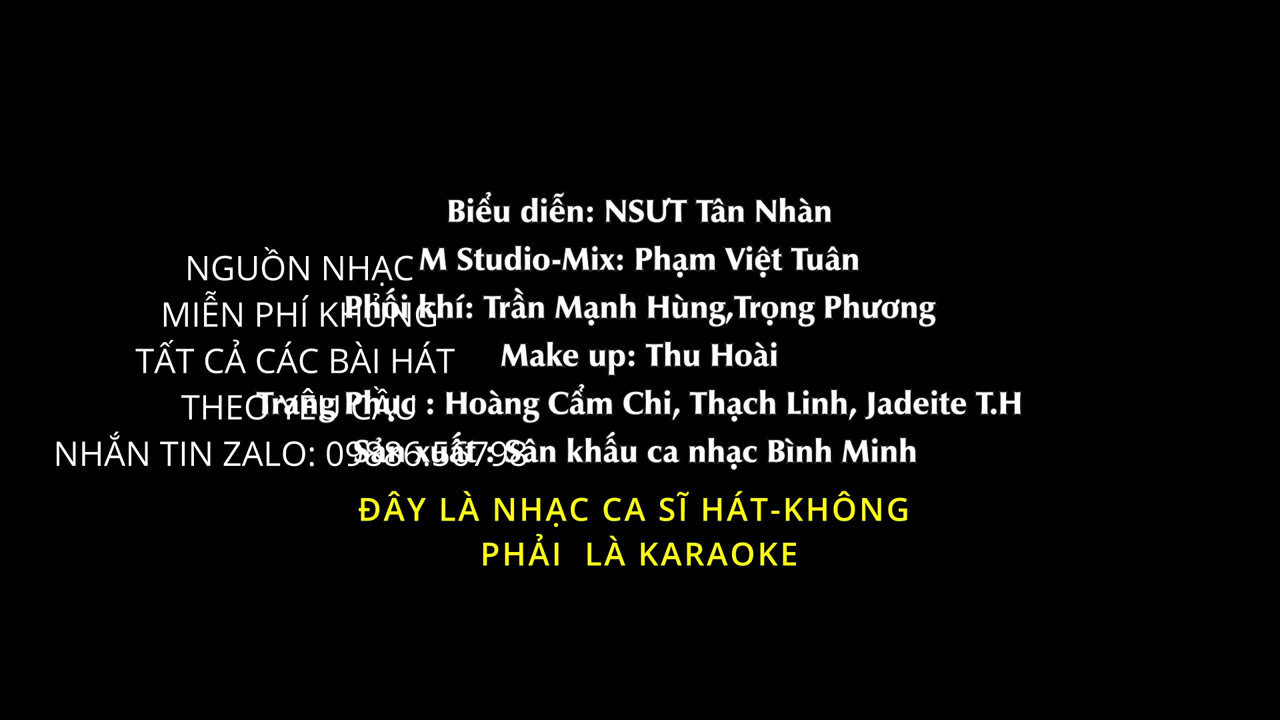 Biểu diễn: NSƯT Tân Nhàn
M Studio-Mix: Phạm Việt Tuân
Phối khí: Trần Mạnh Hùng,Trọng Phương
Make up: Thu Hoài
Trang Phục : Hoàng Cẩm Chi, Thạch Linh, Jadeite T.H
Sản xuất : Sân khấu ca nhạc Bình Minh
NGUỒN NHẠC
MIỄN PHÍ KHỦNG
TẤT CẢ CÁC BÀI HÁT
THEO YÊU CẦU
NHẮN TIN ZALO:
ĐÂY LÀ NHẠC CA SĨ HÁT-KHÔNG
PHẢI LÀ KARAOKE